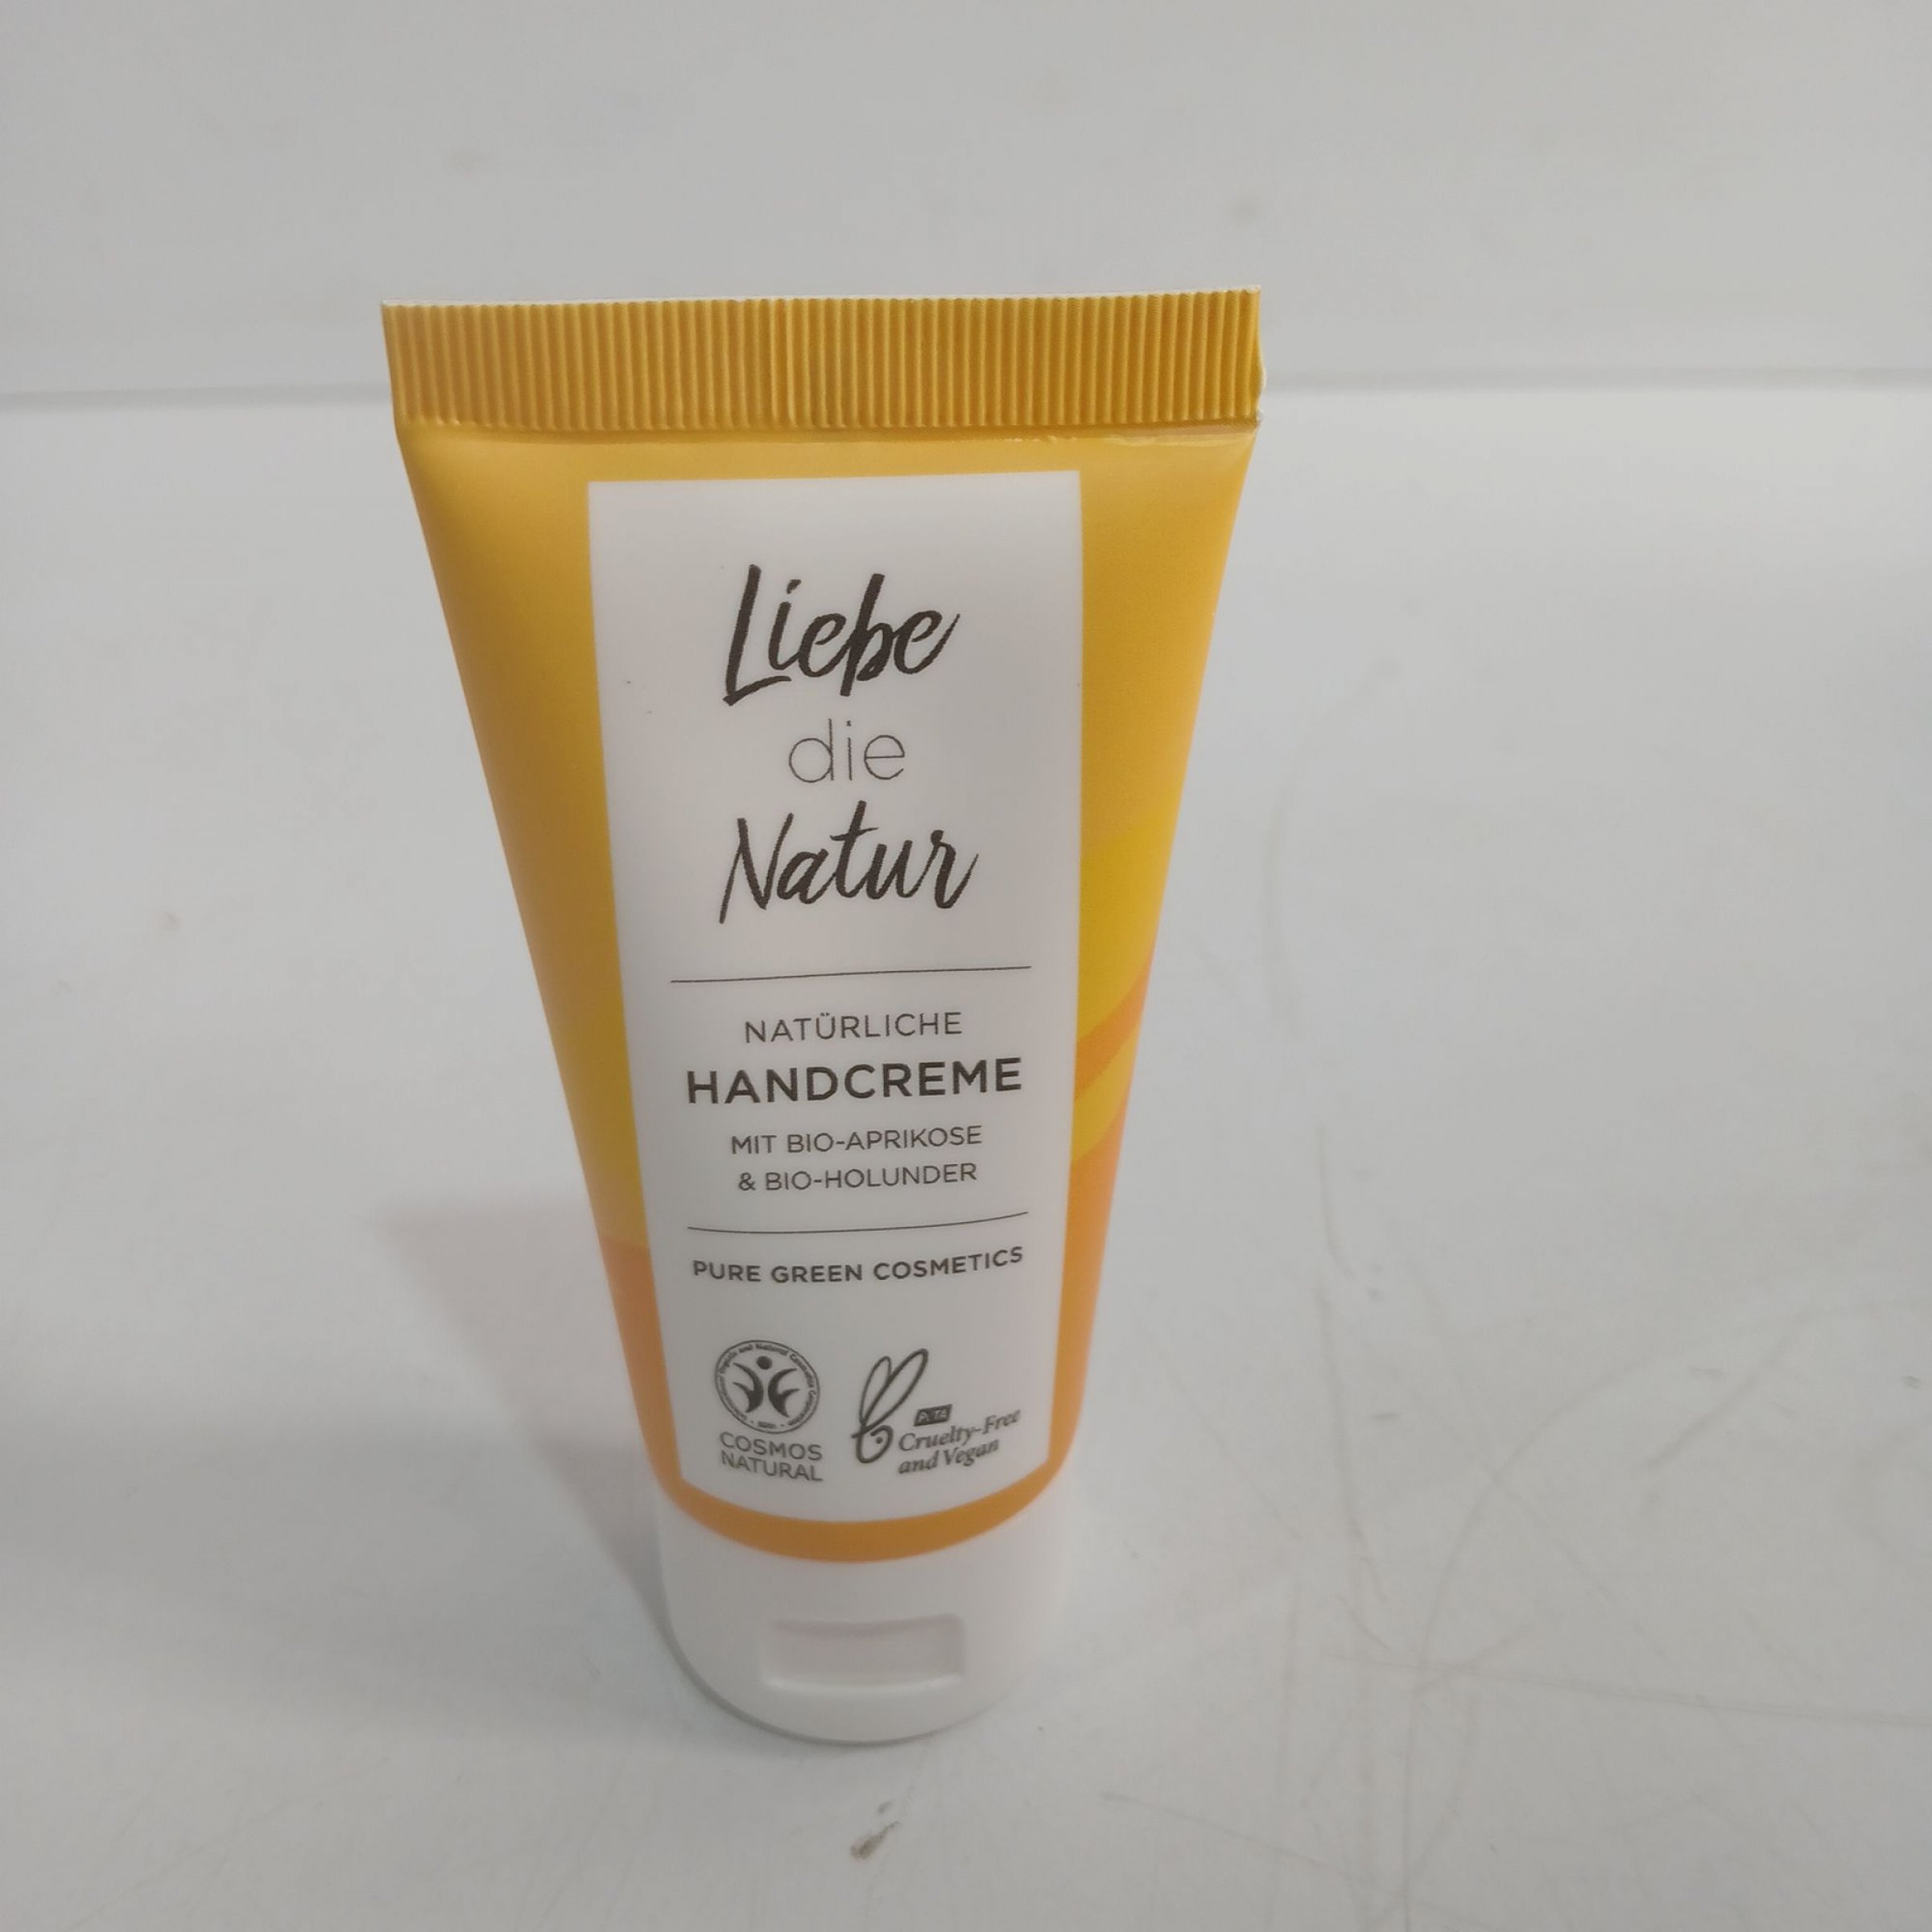 Liebe
die
Natur
NATÜRLICHE
HANDCREME
MIT BIO-APRIKOSE
& BIO-HOLUNDER
PURE GREEN COSMETICS
COSMOS
NATURAL
PETA
Cruelty-Free
and Vegan